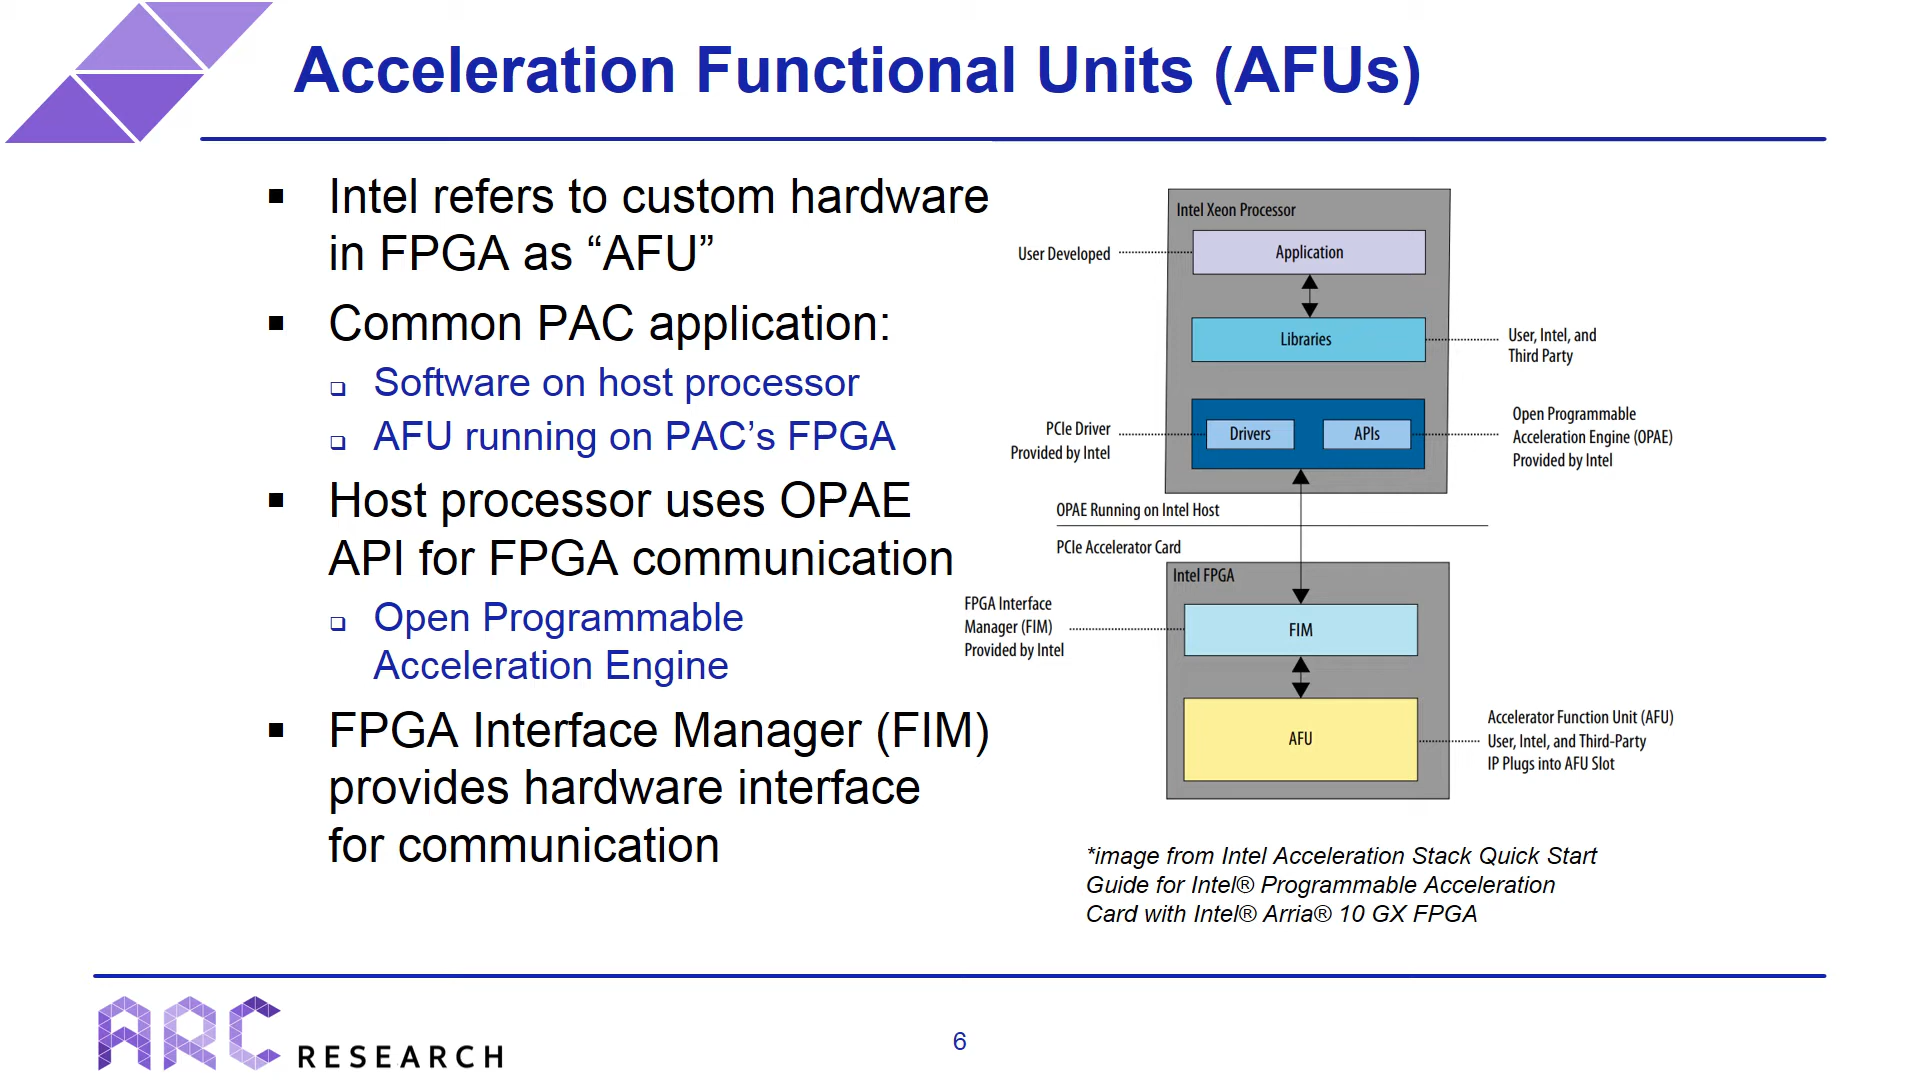 Acceleration Functional Units (AFUs)
Intel refers to custom hardware
in FPGA as “AFU”
Common PAC application:
Software on host processor
AFU running on PAC’s FPGA
Host processor uses OPAE
API for FPGA communication
Open Programmable
Acceleration Engine
FPGA Interface Manager (FIM)
provides hardware interface
for communication
Intel Xeon Processor
User Developed
Application
Libraries
User, Intel, and
Third Party
PCIe Driver
Provided by Intel
Drivers
APIs
Open Programmable
Acceleration Engine (OPAE)
Provided by Intel
OPAE Running on Intel Host
PCIe Accelerator Card
Intel FPGA
FPGA Interface
Manager (FIM)
Provided by Intel
FIM
AFU
Accelerator Function Unit (AFU)
User, Intel, and Third-Party
IP Plugs into AFU Slot
*image from Intel Acceleration Stack Quick Start
Guide for Intel® Programmable Acceleration
Card with Intel® Arria® 10 GX FPGA
ARC RESEARCH
6